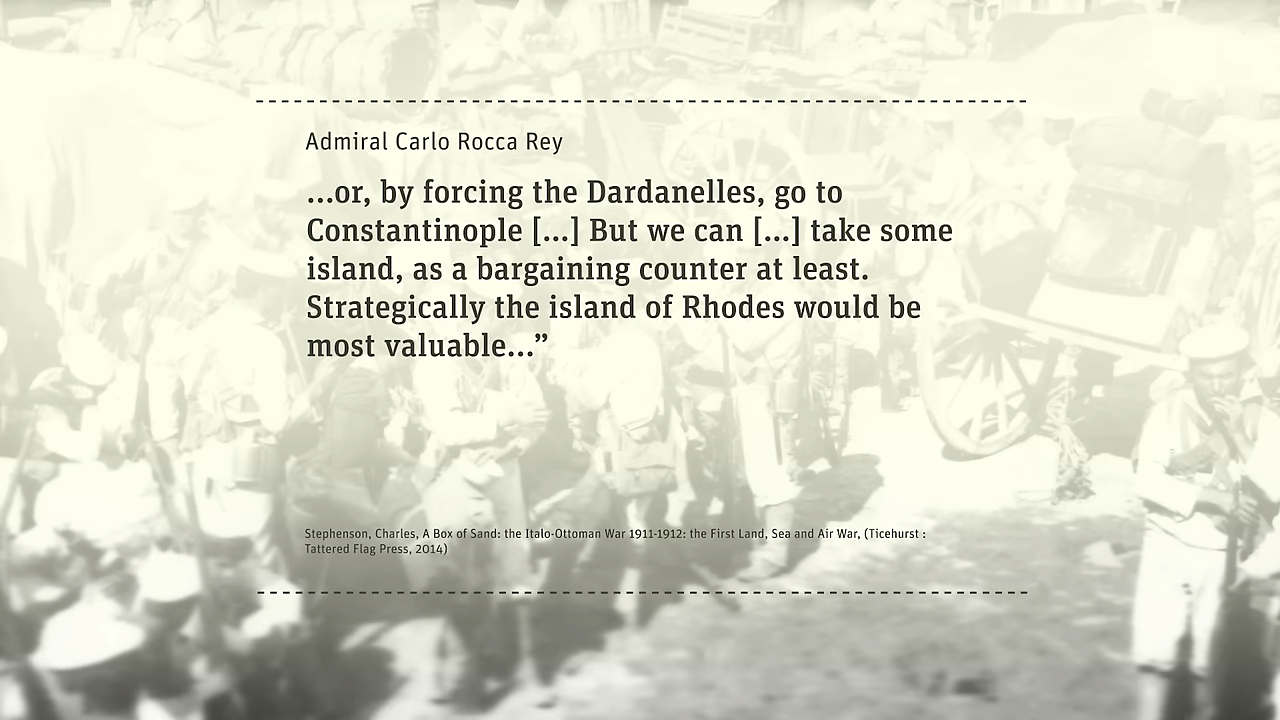 Admiral Carlo Rocca Rey
...or, by forcing the Dardanelles, go to
Constantinople [...] But we can [...] take some
island, as a bargaining counter at least.
Strategically the island of Rhodes would be
most valuable...”
Stephenson, Charles, A Box of Sand: the Italo-Ottoman War 1911-1912: the First Land, Sea and Air War, (Ticehurst :
Tattered Flag Press, 2014)